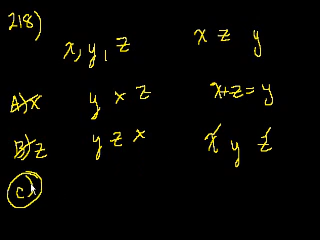 218)
x, y, z
x z y
A) x
y x z
x+z=y
B) z
y z x
x y z
C)